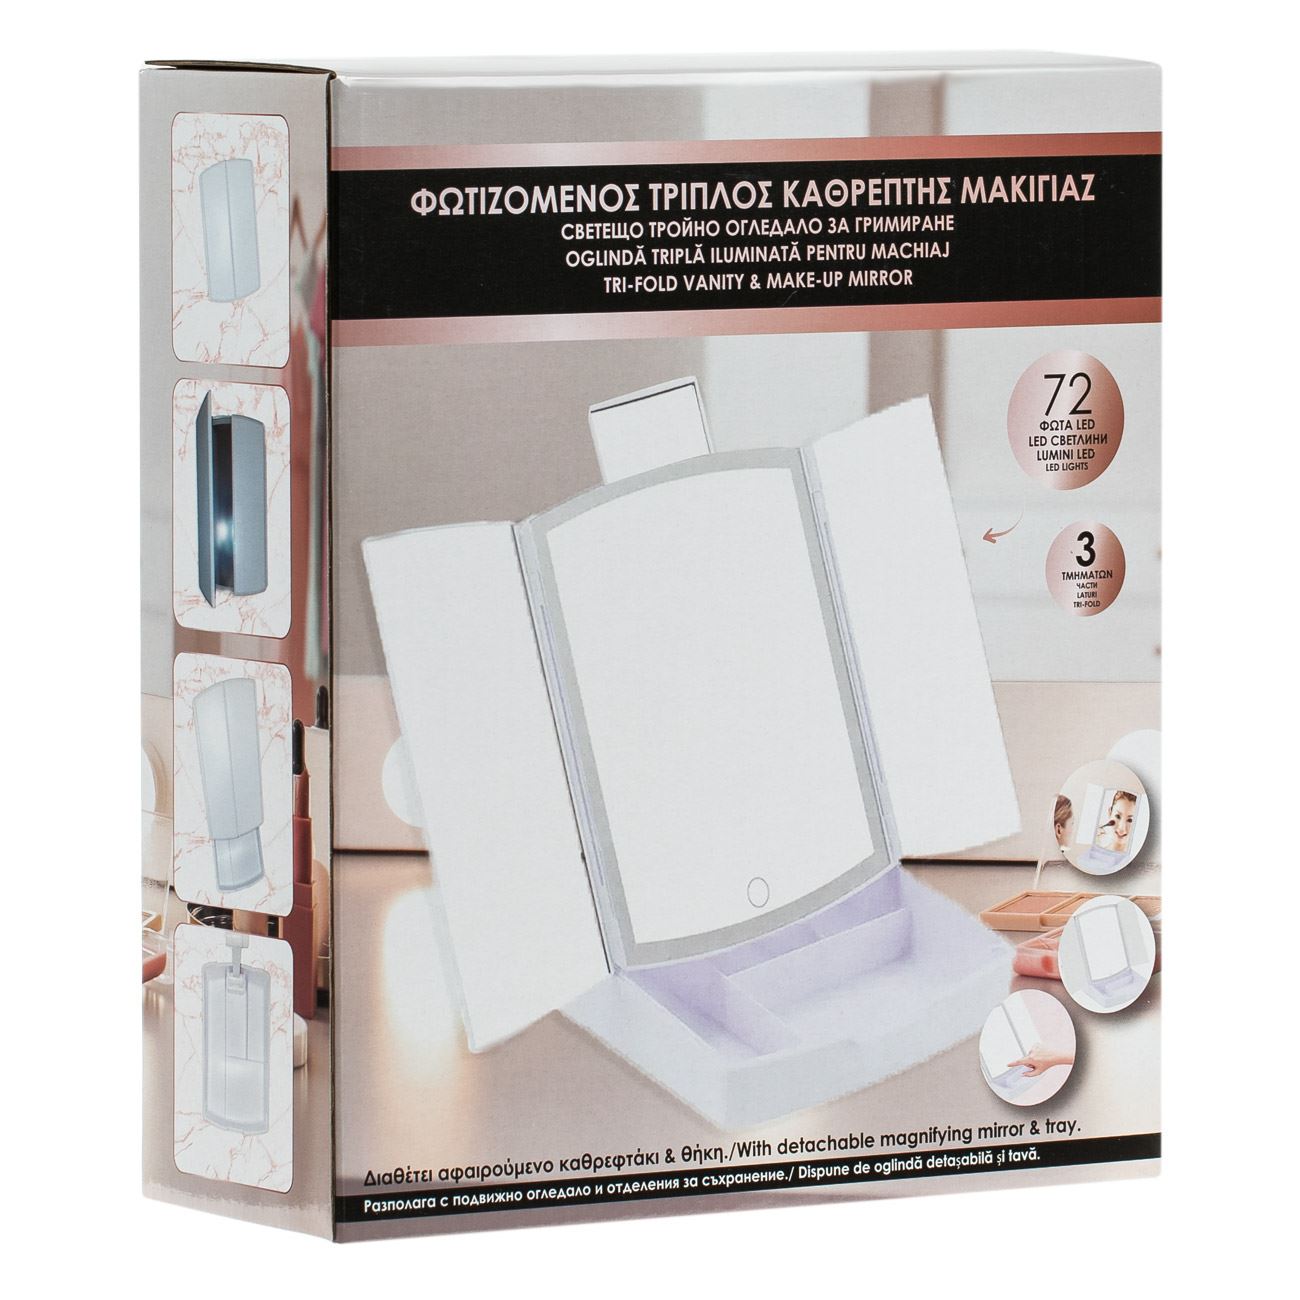 ΦΩΤΙΖΟΜΕΝΟΣ ΤΡΙΠΛΟΣ ΚΑΘΡΕΠΤΗΣ ΜΑΚΙΓΙΑΖ
СВЕТЕЩО ТРОЙНО ОГЛЕДАЛО ЗА ГРИМИРАНЕ
OGLINDĂ TRIPLĂ ILUMINATĂ PENTRU MACHIAJ
TRI-FOLD VANITY & MAKE-UP MIRROR
72
ΦΩΤΑ LED
LED СВЕТЛИНИ
LUMINI LED
LED LIGHTS
3
ΤΜΗΜΑΤΩΝ
ЧАСТИ
LATURI
TRI-FOLD
Διαθέτει αφαιρούμενο καθρεφτάκι & θήκη./With detachable magnifying mirror & tray.
Разполага с подвижно огледало и отделения за съхранение./ Dispune de oglindă detașabilă și tavă.